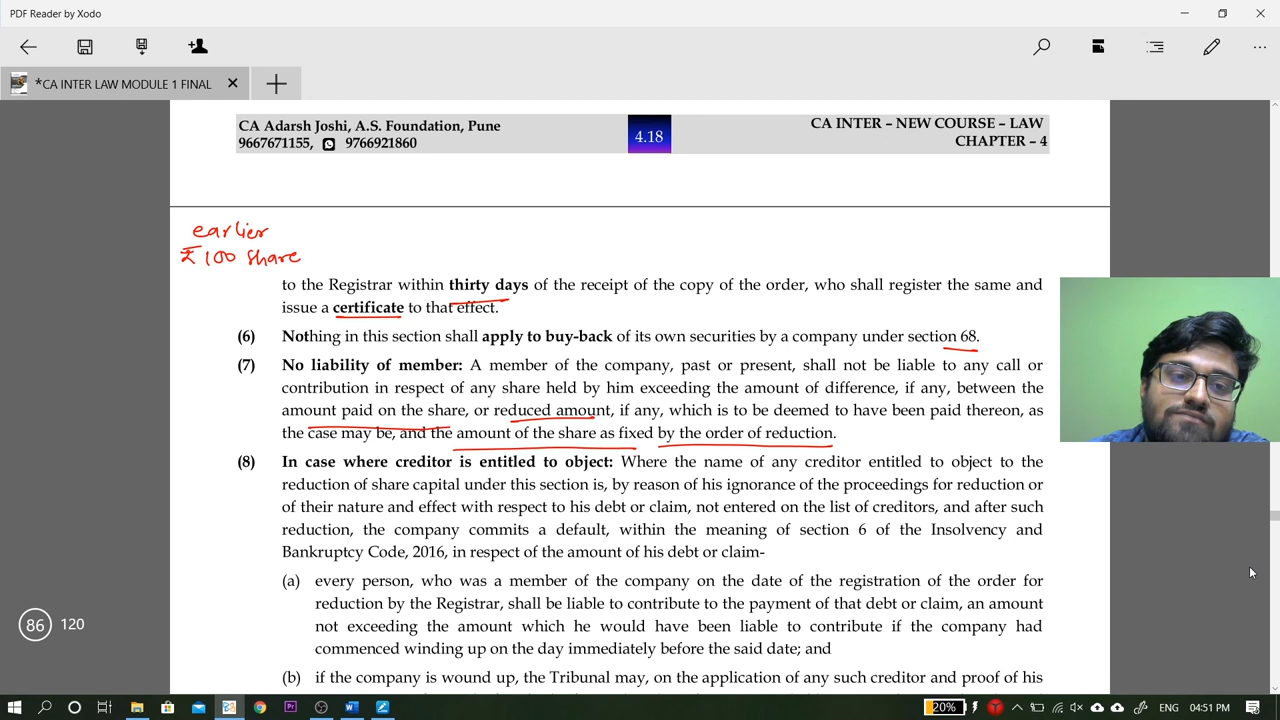 PDF Reader by Xodo
*CA INTER LAW MODULE 1 FINAL
CA Adarsh Joshi, A.S. Foundation, Pune
9667671155, 9766921860
4.18
CA INTER – NEW COURSE – LAW
CHAPTER – 4
earlier
₹100 share
to the Registrar within thirty days of the receipt of the copy of the order, who shall register the same and
issue a certificate to that effect.
(6) Nothing in this section shall apply to buy-back of its own securities by a company under section 68.
(7) No liability of member: A member of the company, past or present, shall not be liable to any call or
contribution in respect of any share held by him exceeding the amount of difference, if any, between the
amount paid on the share, or reduced amount, if any, which is to be deemed to have been paid thereon, as
the case may be, and the amount of the share as fixed by the order of reduction.
(8) In case where creditor is entitled to object: Where the name of any creditor entitled to object to the
reduction of share capital under this section is, by reason of his ignorance of the proceedings for reduction or
of their nature and effect with respect to his debt or claim, not entered on the list of creditors, and after such
reduction, the company commits a default, within the meaning of section 6 of the Insolvency and
Bankruptcy Code, 2016, in respect of the amount of his debt or claim-
(a) every person, who was a member of the company on the date of the registration of the order for
reduction by the Registrar, shall be liable to contribute to the payment of that debt or claim, an amount
not exceeding the amount which he would have been liable to contribute if the company had
commenced winding up on the day immediately before the said date; and
(b) if the company is wound up, the Tribunal may, on the application of any such creditor and proof of his
86 120
20% ENG 04:51 PM